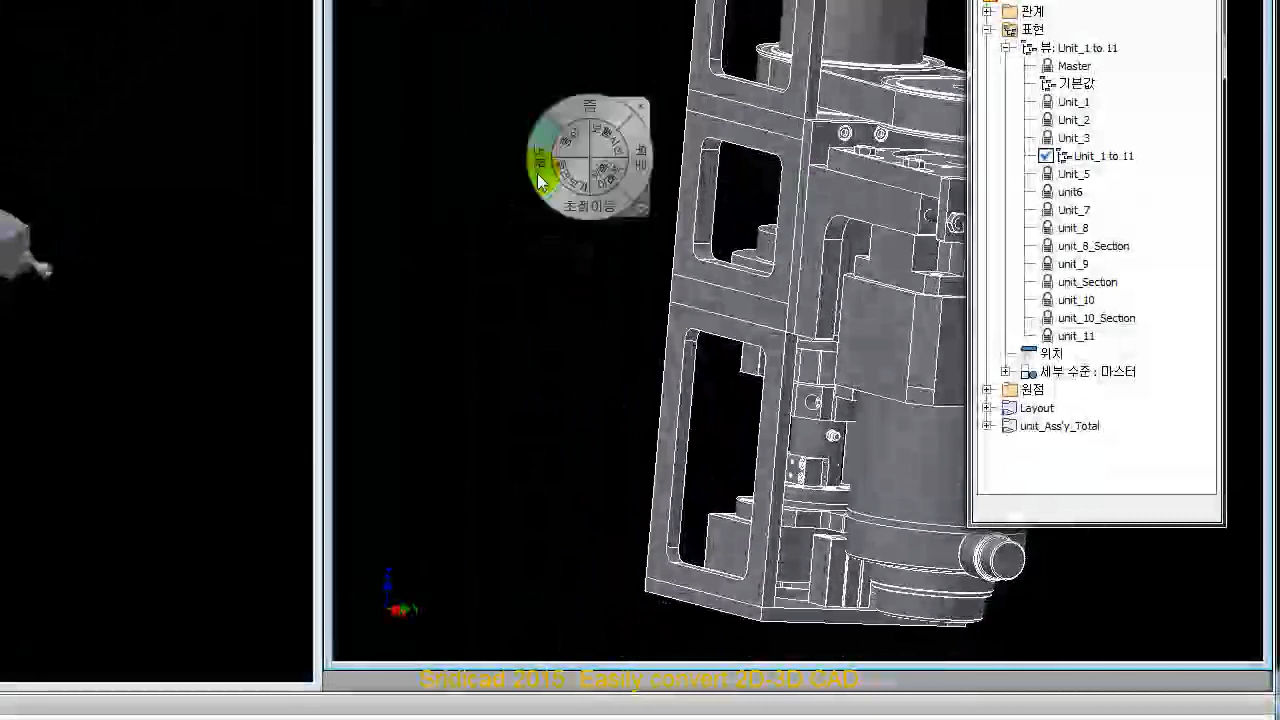 관계
표현
뷰: Unit_1 to 11
Master
기본값
Unit_1
Unit_2
Unit_3
Unit_1 to 11
Unit_5
unit6
Unit_7
unit_8
unit_8_Section
unit_9
unit_Section
unit_10
unit_10_Section
unit_11
위치
세부 수준 : 마스터
원점
Layout
unit_Ass'y_Total
줌
초점이동
Y
2015: Easily convert 2D-3D CAD